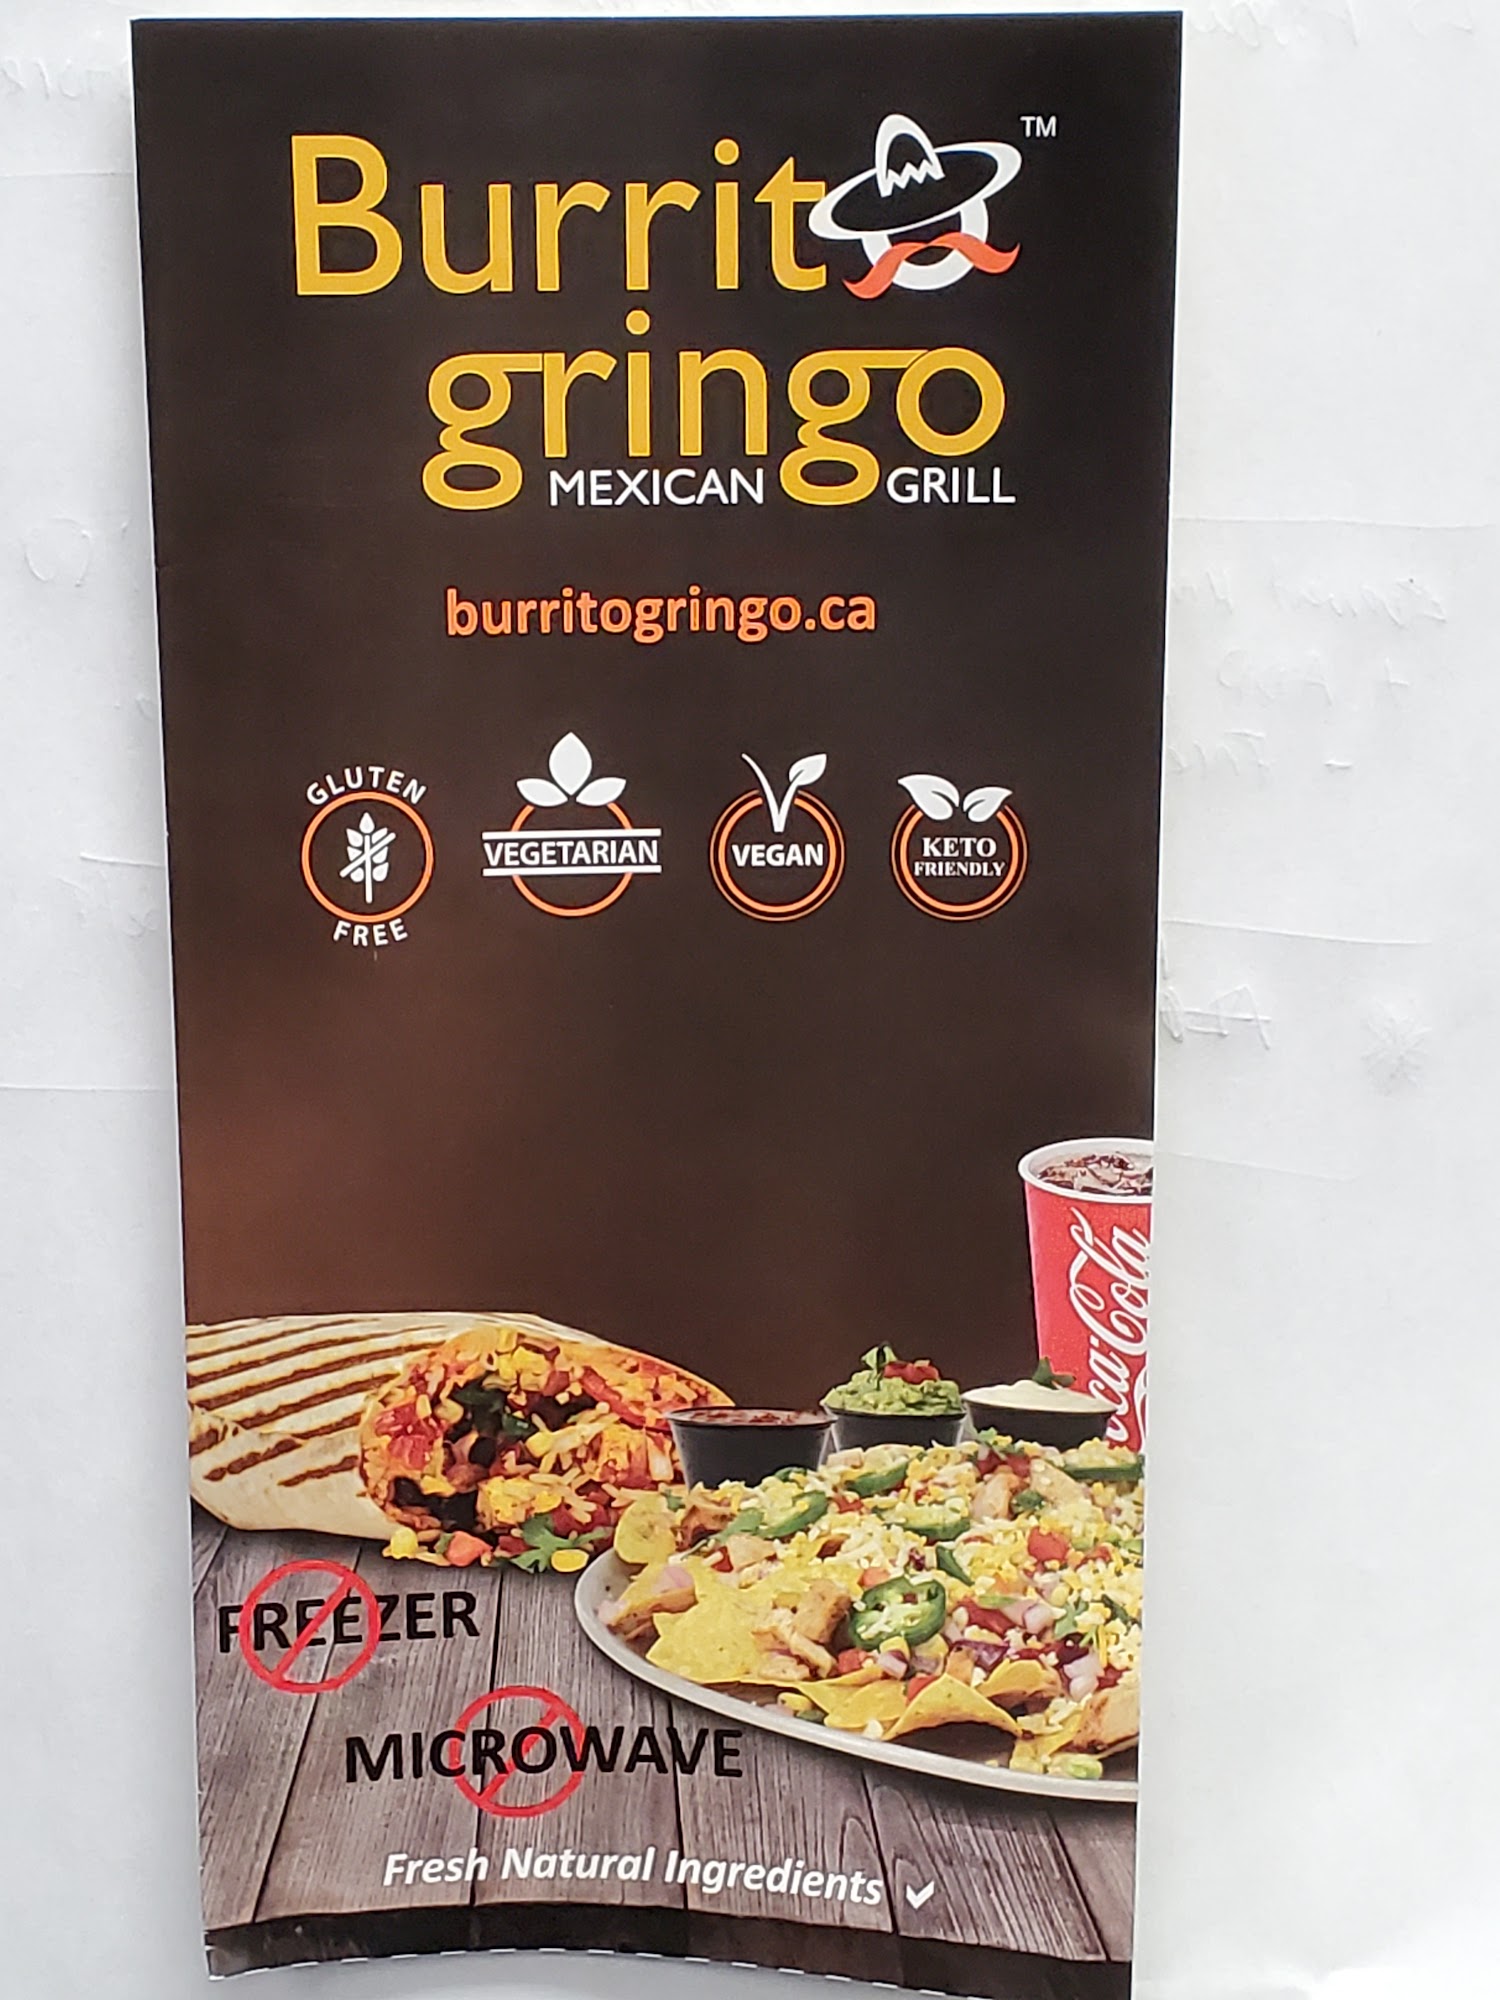 Burrito TM
gringo
MEXICAN GRILL
burritogringo.ca
GLUTEN
FREE
VEGETARIAN
VEGAN
KETO
FRIENDLY
Coca-Cola
FREEZER
MICROWAVE
Fresh Natural Ingredients ✓